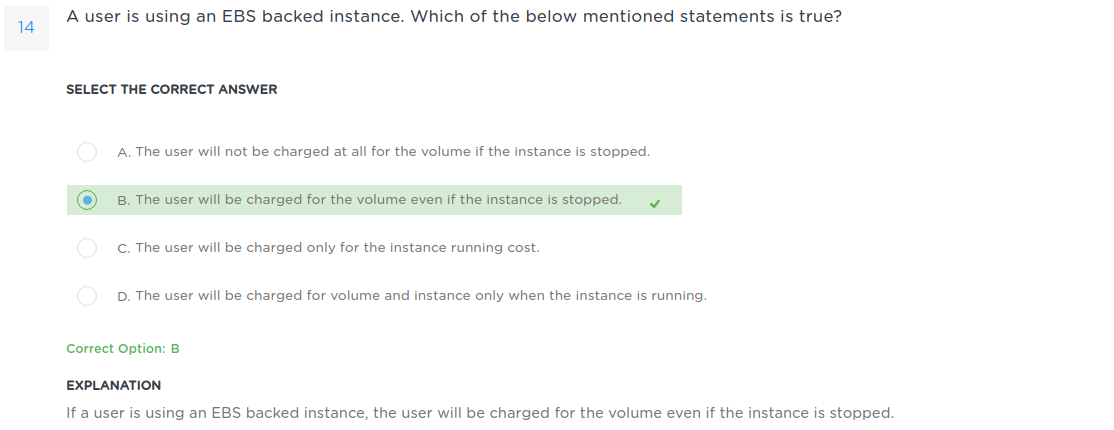 14
A user is using an EBS backed instance. Which of the below mentioned statements is true?
SELECT THE CORRECT ANSWER
A. The user will not be charged at all for the volume if the instance is stopped.
B. The user will be charged for the volume even if the instance is stopped.
C. The user will be charged only for the instance running cost.
D. The user will be charged for volume and instance only when the instance is running.
Correct Option: B
EXPLANATION
If a user is using an EBS backed instance, the user will be charged for the volume even if the instance is stopped.